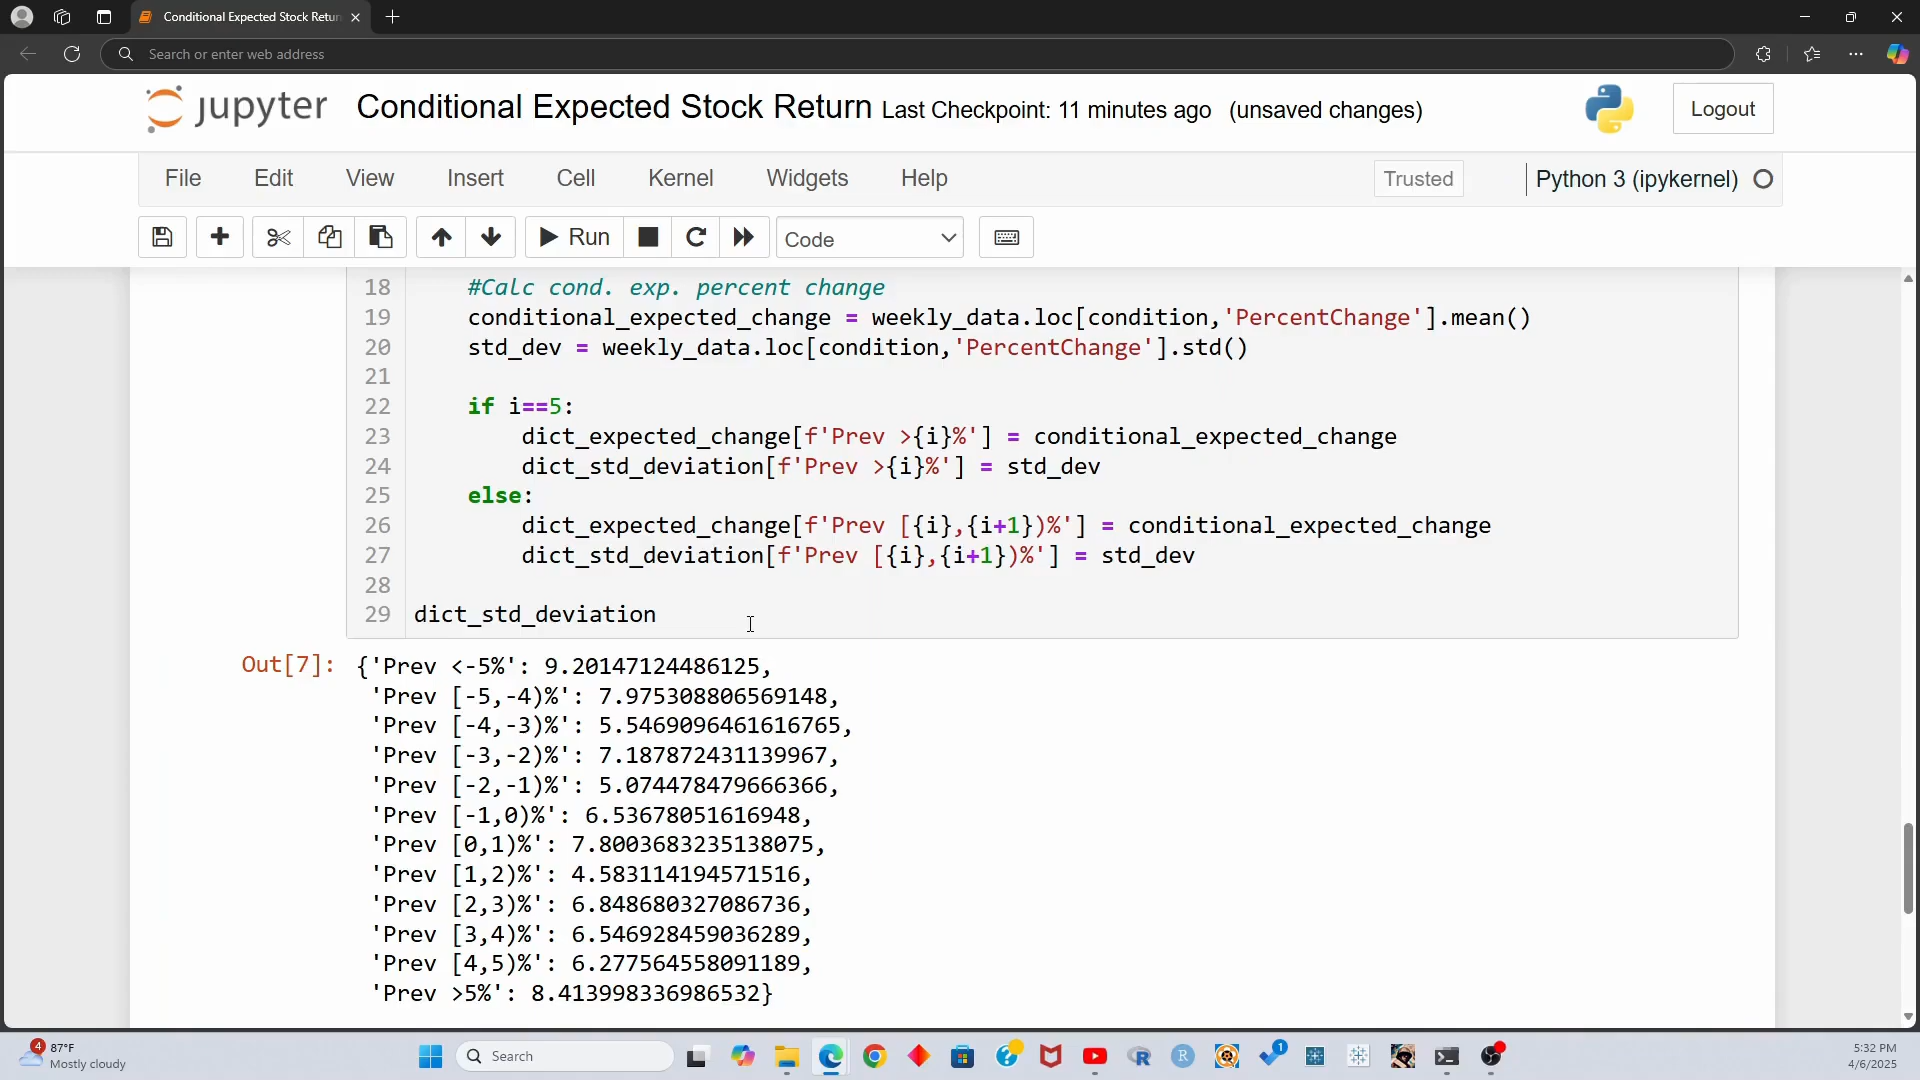 Conditional Expected Stock Retur
Search or enter web address
jupyter Conditional Expected Stock Return Last Checkpoint: 11 minutes ago (unsaved changes)
Logout
File Edit View Insert Cell Kernel Widgets Help
Trusted
Python 3 (ipykernel)
Run
Code
18 #Calc cond. exp. percent change
19 conditional_expected_change = weekly_data.loc[condition,'PercentChange'].mean()
20 std_dev = weekly_data.loc[condition,'PercentChange'].std()
21
22 if i==5:
23 dict_expected_change[f'Prev >{i}%'] = conditional_expected_change
24 dict_std_deviation[f'Prev >{i}%'] = std_dev
25 else:
26 dict_expected_change[f'Prev [{i},{i+1})%'] = conditional_expected_change
27 dict_std_deviation[f'Prev [{i},{i+1})%'] = std_dev
28
29 dict_std_deviation
Out[7]: {'Prev <-5%': 9.20147124486125,
'Prev [-5,-4)%': 7.975308806569148,
'Prev [-4,-3)%': 5.5469096461616765,
'Prev [-3,-2)%': 7.187872431139967,
'Prev [-2,-1)%': 5.074478479666366,
'Prev [-1,0)%': 6.53678051616948,
'Prev [0,1)%': 7.8003683235138075,
'Prev [1,2)%': 4.583114194571516,
'Prev [2,3)%': 6.848680327086736,
'Prev [3,4)%': 6.546928459036289,
'Prev [4,5)%': 6.277564558091189,
'Prev >5%': 8.413998336986532}
4
87°F
Mostly cloudy
Search
1
5:32 PM
4/6/2025